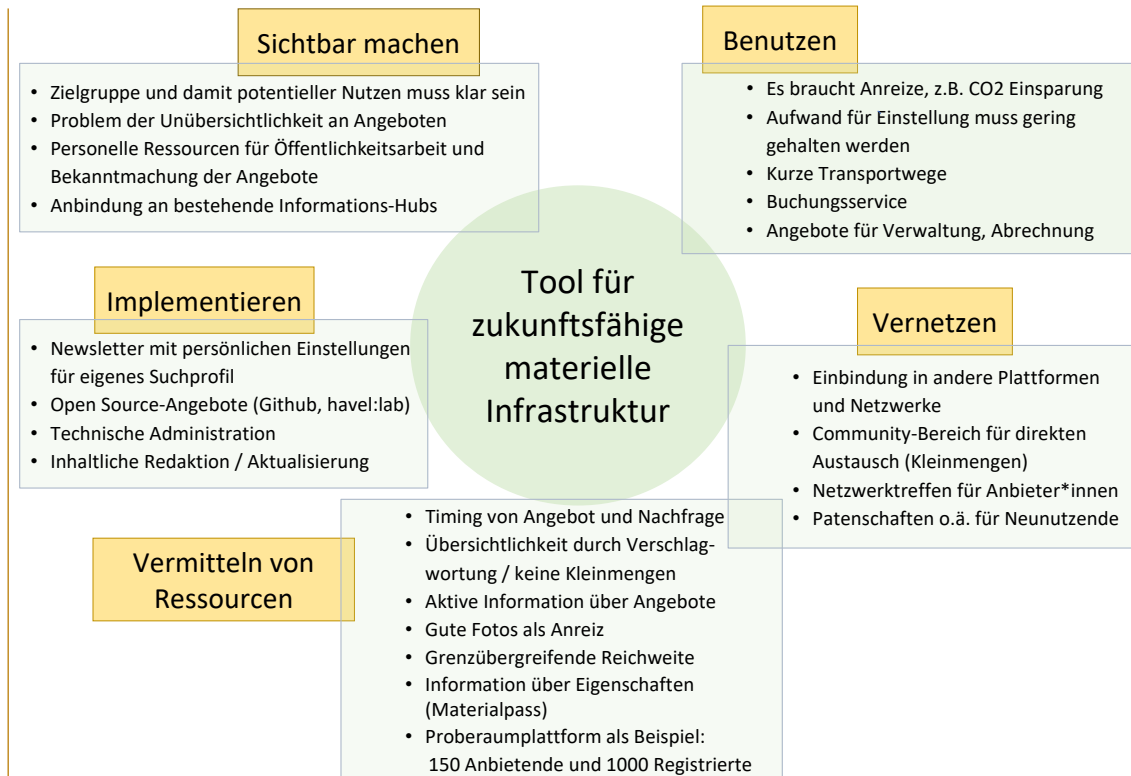 Sichtbar machen
• Zielgruppe und damit potentieller Nutzen muss klar sein
• Problem der Unübersichtlichkeit an Angeboten
• Personelle Ressourcen für Öffentlichkeitsarbeit und
Bekanntmachung der Angebote
• Anbindung an bestehende Informations-Hubs
Benutzen
• Es braucht Anreize, z.B. CO2 Einsparung
• Aufwand für Einstellung muss gering
gehalten werden
• Kurze Transportwege
• Buchungsservice
• Angebote für Verwaltung, Abrechnung
Tool für
zukunftsfähige
materielle
Infrastruktur
Implementieren
• Newsletter mit persönlichen Einstellungen
für eigenes Suchprofil
• Open Source-Angebote (Github, havel:lab)
• Technische Administration
• Inhaltliche Redaktion / Aktualisierung
Vernetzen
• Einbindung in andere Plattformen
und Netzwerke
• Community-Bereich für direkten
Austausch (Kleinmengen)
• Netzwerktreffen für Anbieter*innen
• Patenschaften o.ä. für Neunutzende
Vermitteln von
Ressourcen
• Timing von Angebot und Nachfrage
• Übersichtlichkeit durch Verschlag-
wortung / keine Kleinmengen
• Aktive Information über Angebote
• Gute Fotos als Anreiz
• Grenzübergreifende Reichweite
• Information über Eigenschaften
(Materialpass)
• Proberaumplattform als Beispiel:
150 Anbietende und 1000 Registrierte